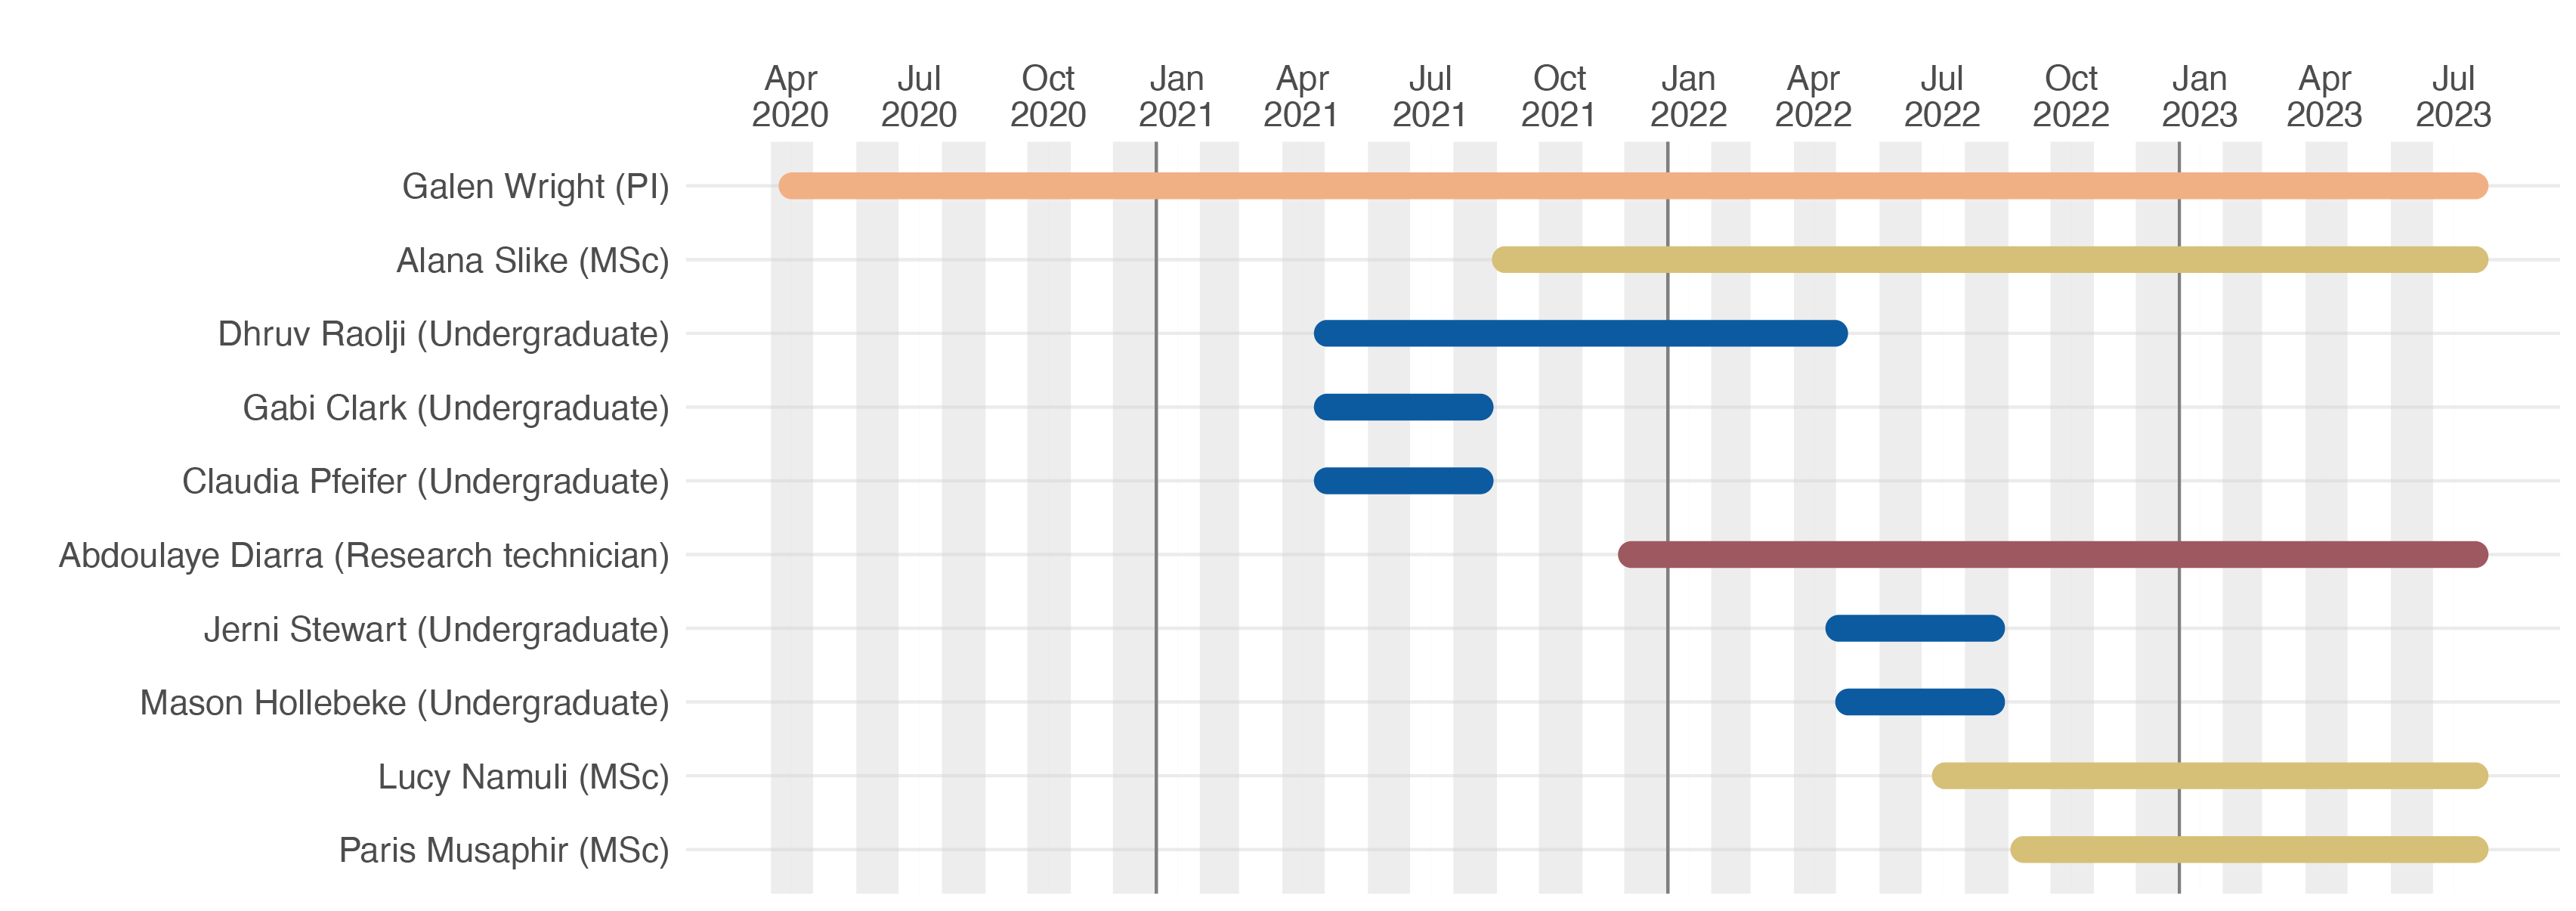 Apr Jul Oct Jan Apr Jul Oct Jan Apr Jul Oct Jan Apr Jul
2020 2020 2020 2021 2021 2021 2021 2022 2022 2022 2022 2023 2023 2023
Galen Wright (PI)
Alana Slike (MSc)
Dhruv Raolji (Undergraduate)
Gabi Clark (Undergraduate)
Claudia Pfeifer (Undergraduate)
Abdoulaye Diarra (Research technician)
Jerni Stewart (Undergraduate)
Mason Hollebeke (Undergraduate)
Lucy Namuli (MSc)
Paris Musaphir (MSc)